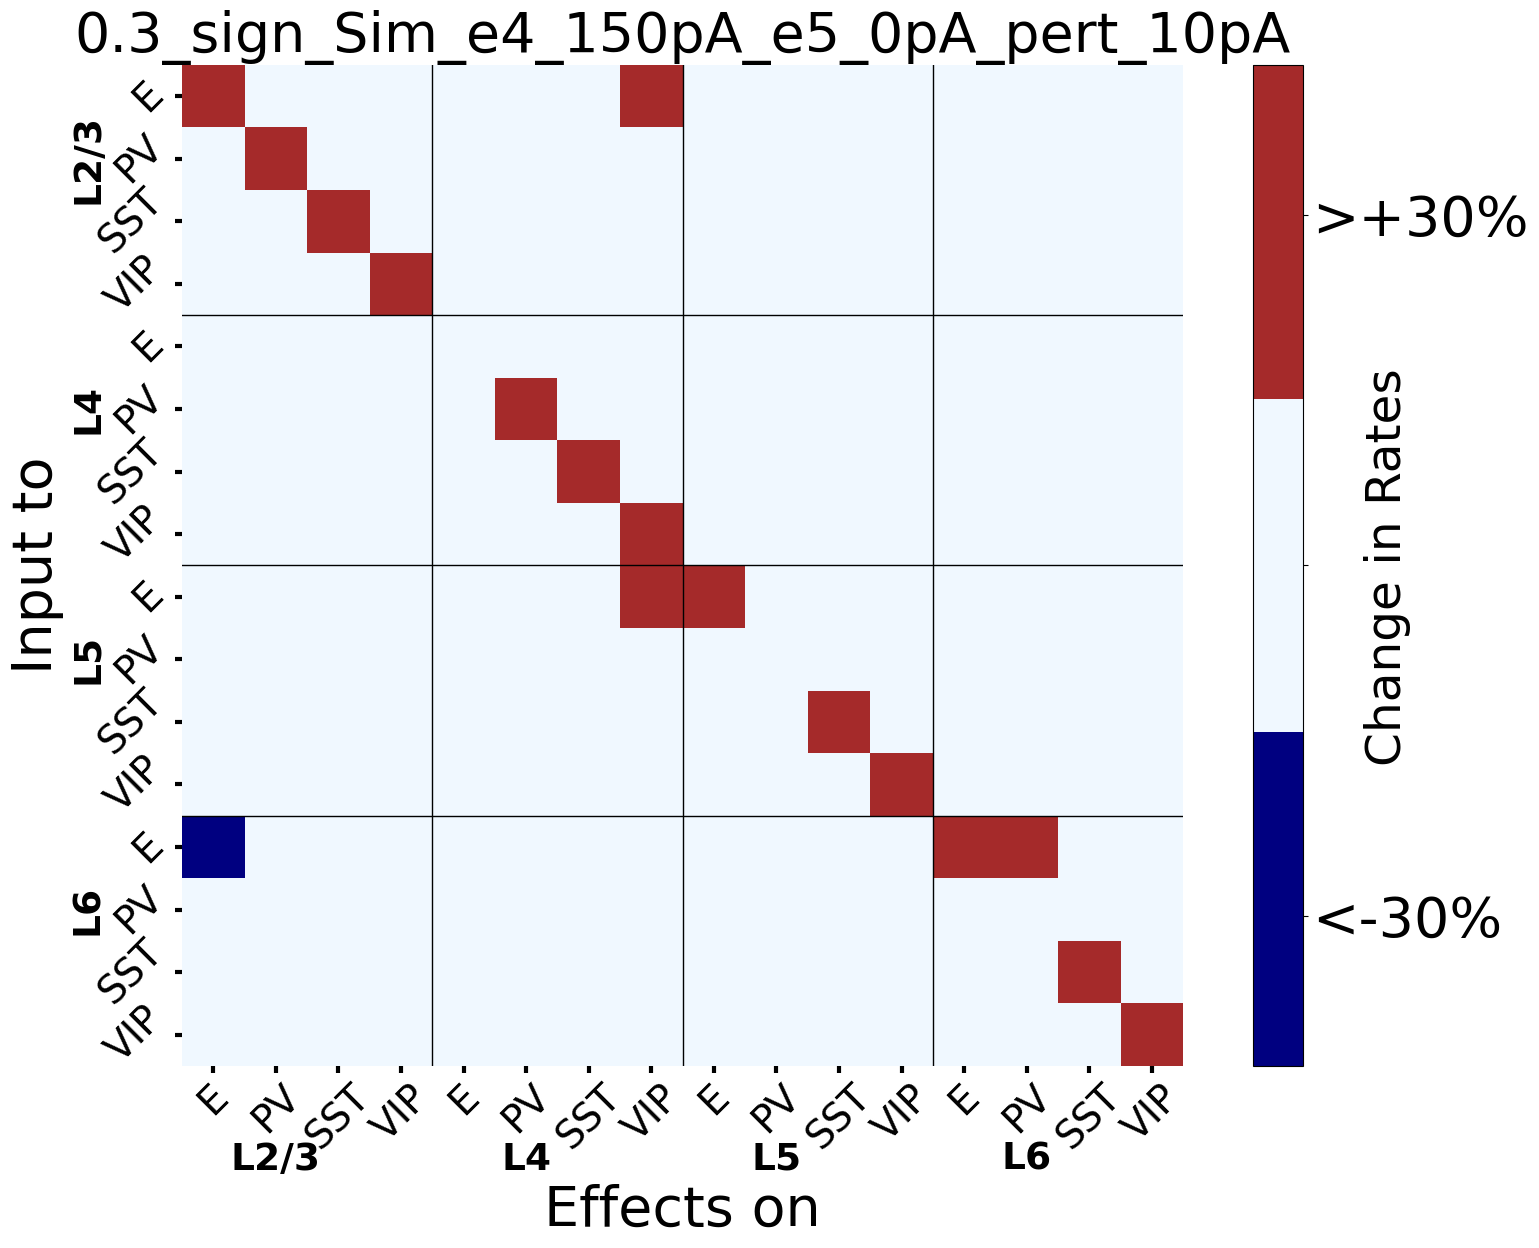 0.3_sign_Sim_e4_150pA_e5_0pA_pert_10pA
Input to
L2/3
E
PV
SST
VIP
L4
E
PV
SST
VIP
L5
E
PV
SST
VIP
L6
E
PV
SST
VIP
E
PV
SST
VIP
E
PV
SST
VIP
E
PV
SST
VIP
E
PV
SST
VIP
L2/3
L4
L5
L6
Effects on
>+30%
<-30%
Change in Rates